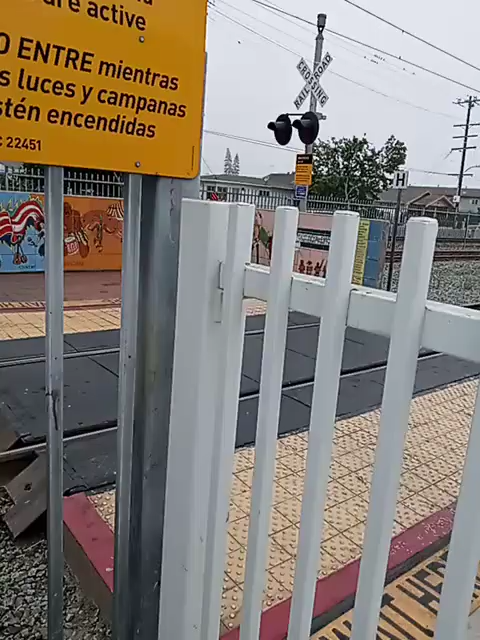 are active
O ENTRE mientras
s luces y campanas
stén encendidas
C 22451
RAILROAD
CROSSING
H